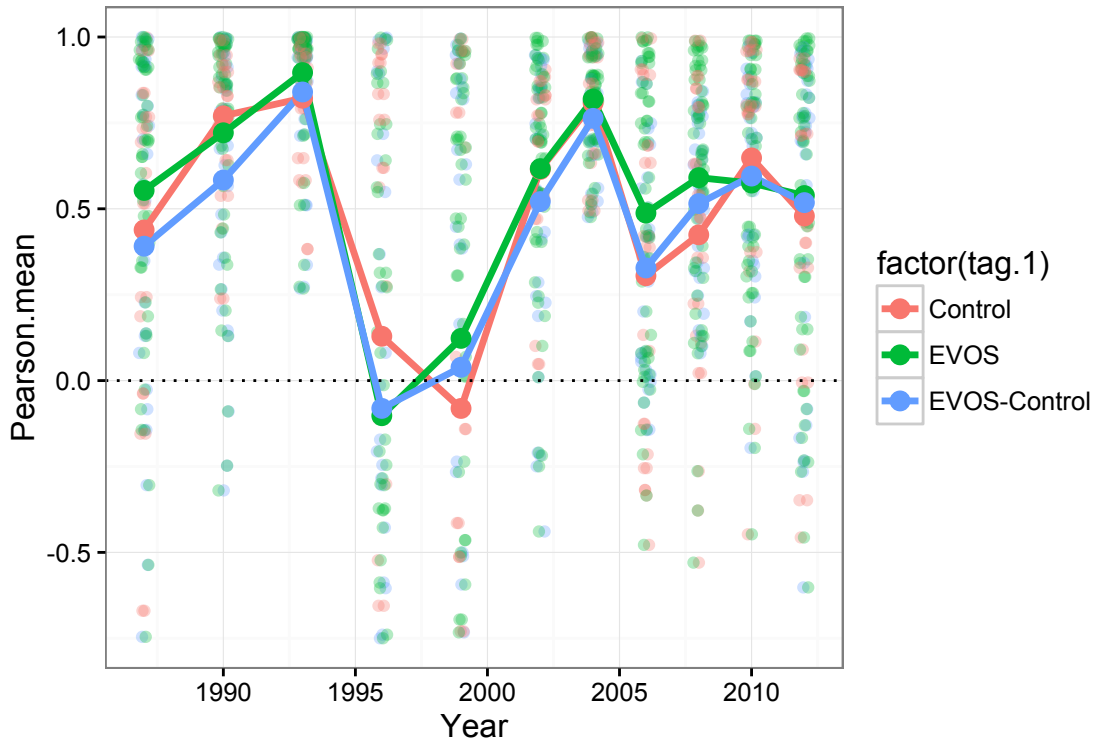 Pearson.mean
1.0
0.5
0.0
-0.5
1990
1995
2000
2005
2010
Year
factor(tag.1)
Control
EVOS
EVOS-Control